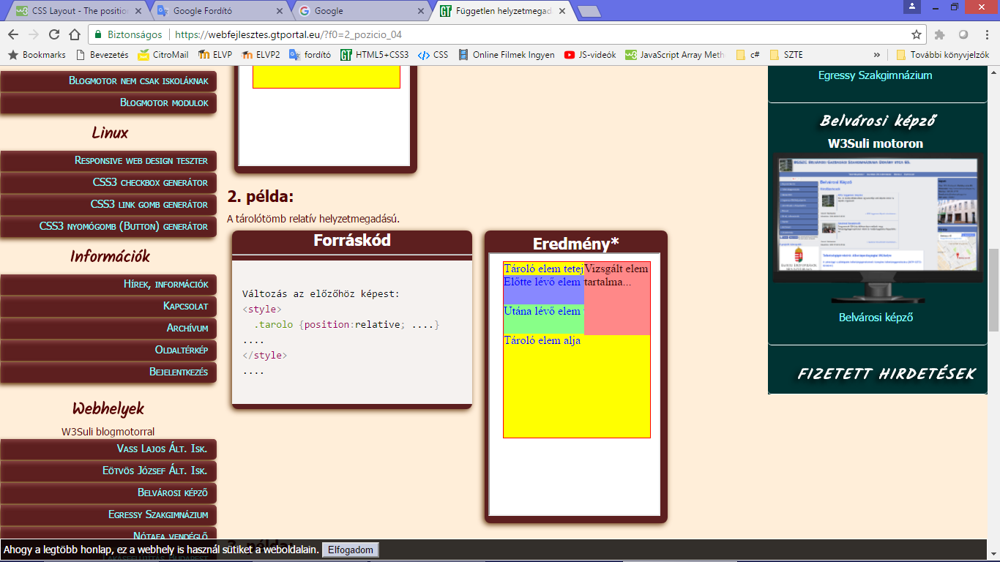 CSS Layout - The positio
Google Fordító
Google
Független helyzetmegad
Biztonságos
https://webfejlesztes.gtportal.eu/?f0=2_pozicio_04
Bookmarks
Bevezetés
CitroMail
ELVP
ELVP2
fordító
HTML5+CSS3
CSS
Online Filmek Ingyen
JS-videók
JavaScript Array Meth
c#
SZTE
»
További könyvjelzők
Blogmotor nem csak iskoláknak
Blogmotor modulok
Linux
Responsive web design teszter
CSS3 checkbox generátor
CSS3 link gomb generátor
CSS3 nyomógomb (Button) generátor
Információk
Hírek, információk
Kapcsolat
Archívum
Oldaltérkép
Bejelentkezés
Webhelyek
W3Suli blogmotorral
Vass Lajos Ált. Isk.
Eötvös József Ált. Isk.
Belvárosi képző
Egressy Szakgimnázium
Nótafa vendéglő
2. példa:
A tárolótömb relatív helyzetmegadású.
Forráskód
Változás az előzőhöz képest:
<style>
.tarolo {position:relative; ....}
....
</style>
....
Eredmény*
Tároló elem tetej
Előtte lévő elem
Vizsgált elem
tartalma...
Utána lévő elem
Tároló elem alja
Egressy Szakgimnázium
Belvárosi képző
W3Suli motoron
Belvárosi Képző
Belvárosi képző
FIZETETT HIRDETÉSEK
Ahogy a legtöbb honlap, ez a webhely is használ sütiket a weboldalain.
Elfogadom